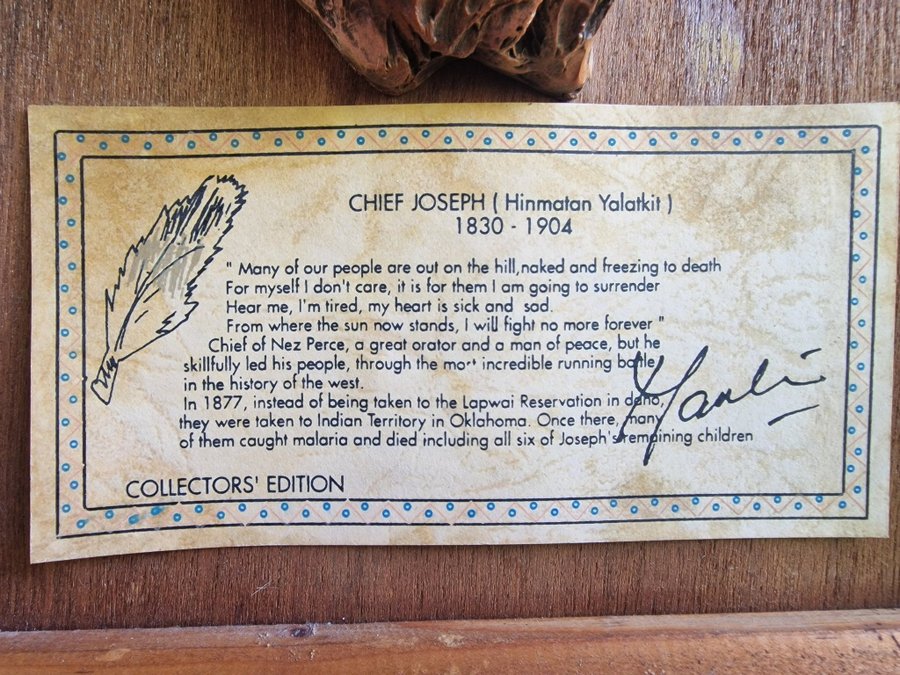 CHIEF JOSEPH ( Hinmatan Yalatkit )
1830 - 1904
" Many of our people are out on the hill,naked and freezing to death
For myself I don't care, it is for them I am going to surrender
Hear me, I'm tired, my heart is sick and sad.
From where the sun now stands, I will fight no more forever "
Chief of Nez Perce, a great orator and a man of peace, but he
skillfully led his people, through the most incredible running battle
in the history of the west.
In 1877, instead of being taken to the Lapwai Reservation in daho,
they were taken to Indian Territory in Oklahoma. Once there, many
of them caught malaria and died including all six of Joseph's remaining children
COLLECTORS' EDITION